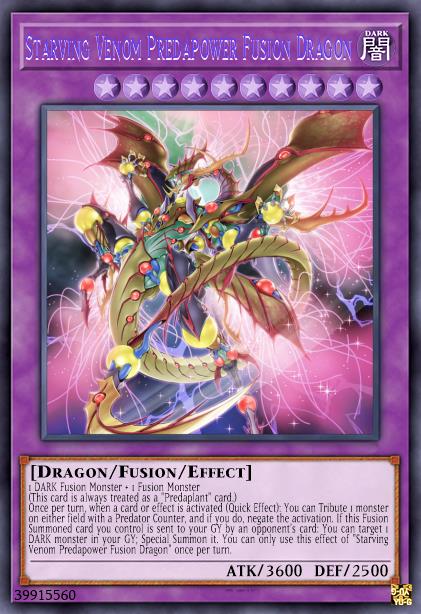 Starving Venom Predapower Fusion Dragon
DARK
闇
[Dragon/Fusion/Effect]
1 DARK Fusion Monster + 1 Fusion Monster
(This card is always treated as a "Predaplant" card.)
Once per turn, when a card or effect is activated (Quick Effect): You can Tribute 1 monster
on either field with a Predator Counter, and if you do, negate the activation. If this Fusion
Summoned card you control is sent to your GY by an opponent's card: You can target 1
DARK monster in your GY; Special Summon it. You can only use this effect of "Starving
Venom Predapower Fusion Dragon" once per turn.
ATK/3600 DEF/2500
39915560